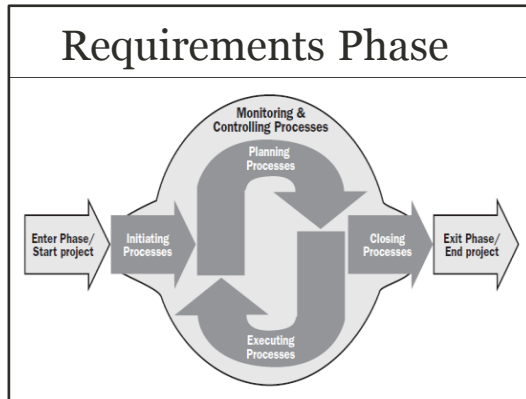 Requirements Phase
Monitoring &
Controlling Processes
Planning
Processes
Enter Phase/
Start project
Initiating
Processes
Closing
Processes
Exit Phase/
End project
Executing
Processes